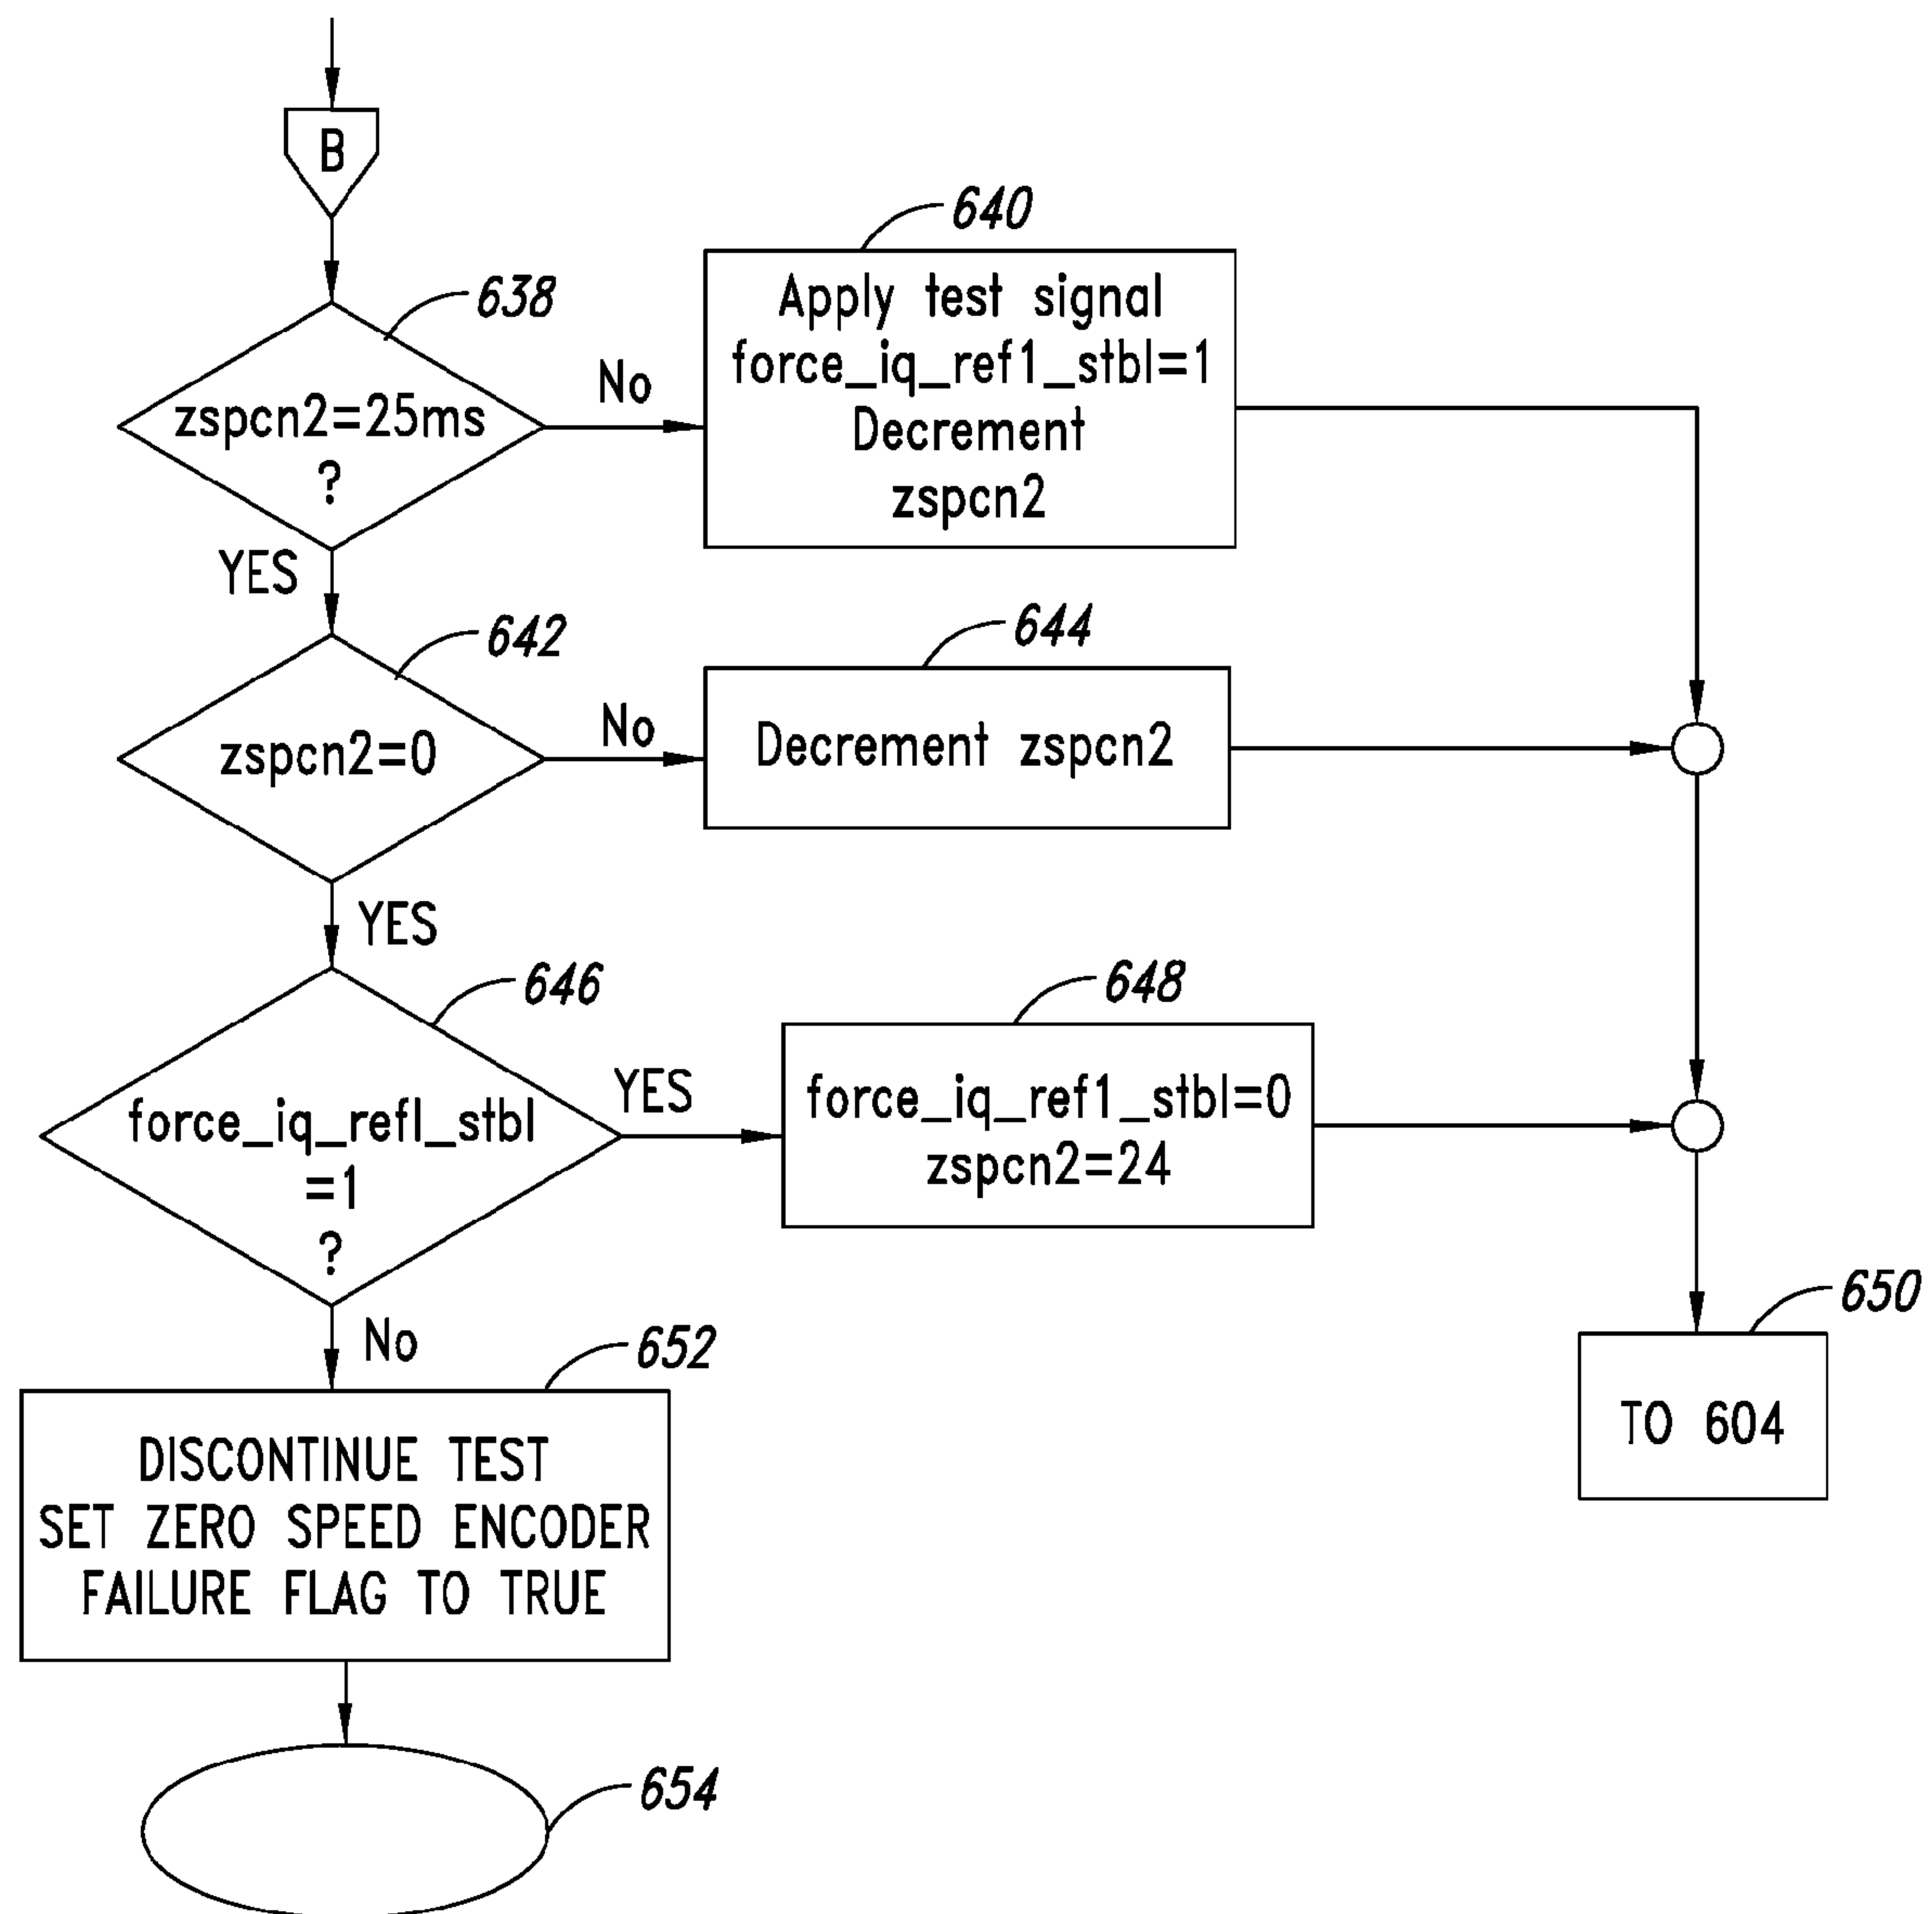 B
638
zspcn2=25ms
?
No
YES
640
Apply test signal
force_iq_ref1_stbl=1
Decrement
zspcn2
642
zspcn2=0
No
YES
644
Decrement zspcn2
646
force_iq_refl_stbl
=1
?
YES
No
648
force_iq_ref1_stbl=0
zspcn2=24
650
TO 604
652
DISCONTINUE TEST
SET ZERO SPEED ENCODER
FAILURE FLAG TO TRUE
654